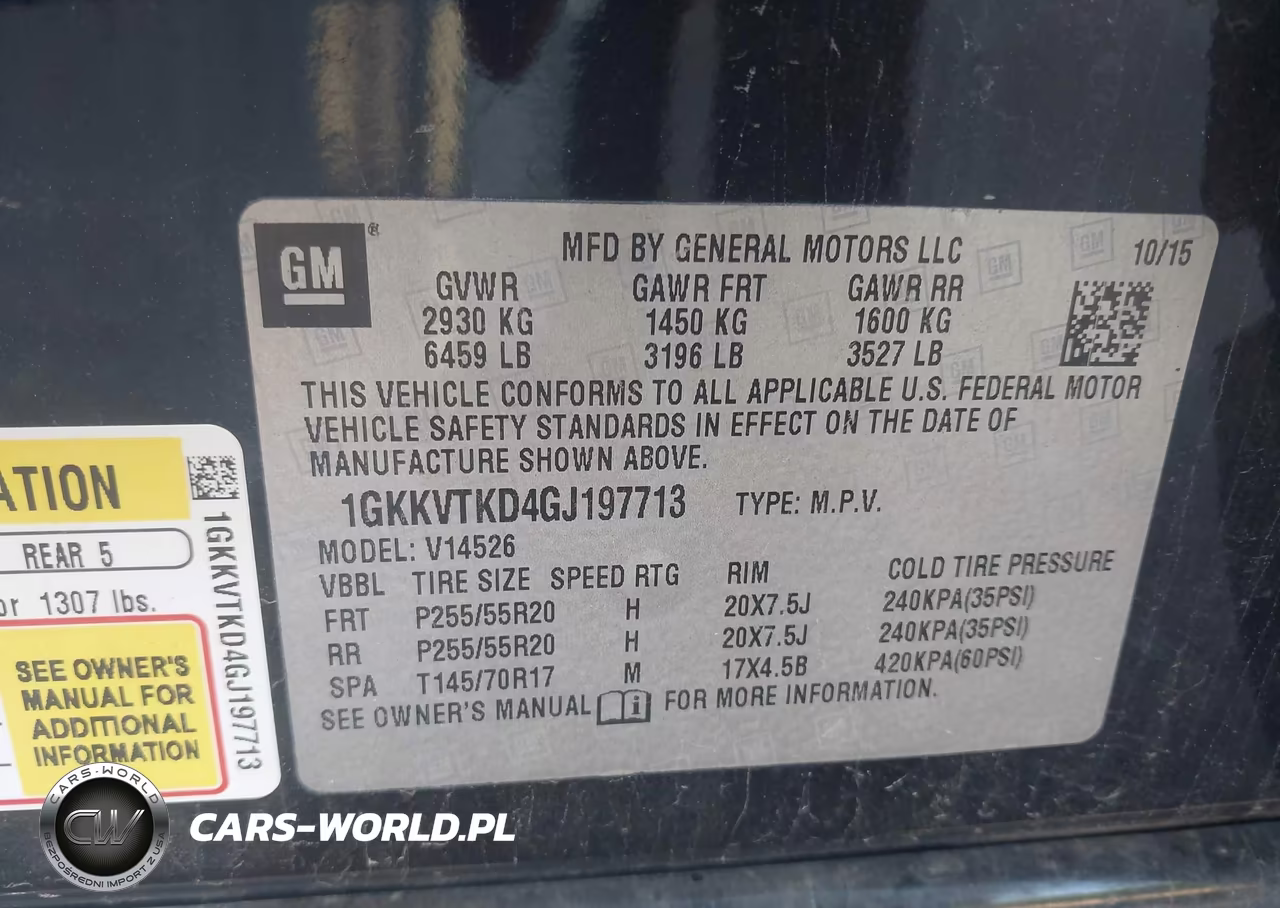 GM®
MFD BY GENERAL MOTORS LLC 10/15
GVWR GAWR FRT GAWR RR
2930 KG 1450 KG 1600 KG
6459 LB 3196 LB 3527 LB
THIS VEHICLE CONFORMS TO ALL APPLICABLE U.S. FEDERAL MOTOR
VEHICLE SAFETY STANDARDS IN EFFECT ON THE DATE OF
MANUFACTURE SHOWN ABOVE.
1GKKVTKD4GJ197713 TYPE: M.P.V.
MODEL: V14526
VBBL TIRE SIZE SPEED RTG RIM COLD TIRE PRESSURE
FRT P255/55R20 H 20X7.5J 240KPA(35PSI)
RR P255/55R20 H 20X7.5J 240KPA(35PSI)
SPA T145/70R17 M 17X4.5B 420KPA(60PSI)
SEE OWNER'S MANUAL FOR MORE INFORMATION.
ATION
REAR 5
or 1307 lbs.
SEE OWNER'S
MANUAL FOR
ADDITIONAL
INFORMATION
1GKKVTKD4GJ197713
CARS-WORLD
CW
BEZPOŚREDNI IMPORT Z USA
CARS-WORLD.PL